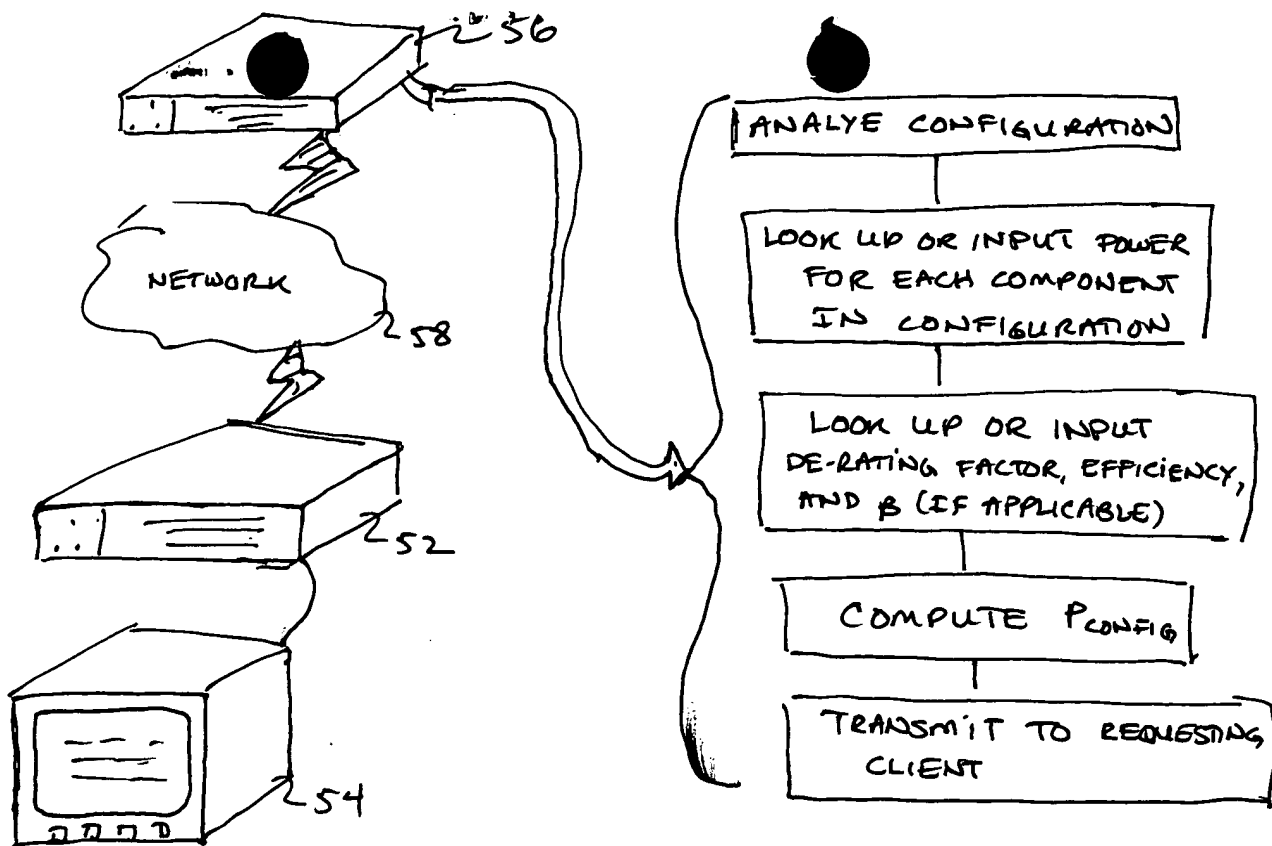 56
NETWORK
58
52
54
ANALYE CONFIGURATION
LOOK UP OR INPUT POWER
FOR EACH COMPONENT
IN CONFIGURATION
LOOK UP OR INPUT
DE-RATING FACTOR, EFFICIENCY,
AND β (IF APPLICABLE)
COMPUTE PCONFIG
TRANSMIT TO REQUESTING
CLIENT